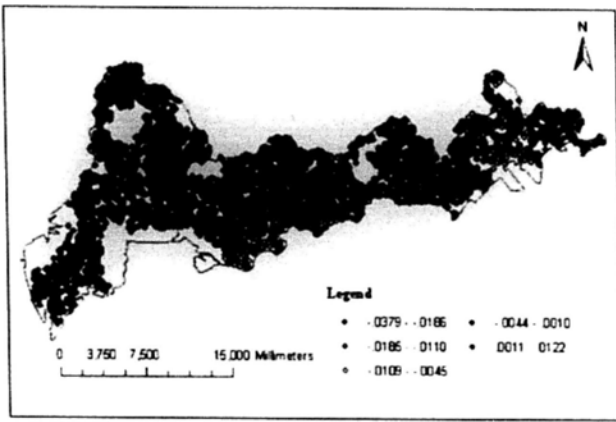 N
Legend
-.0379 - -.0186
-.0185 - -.0110
-.0109 - -.0045
-.0044 - .0010
.0011 - .0122
0 3,750 7,500 15,000 Millimeters